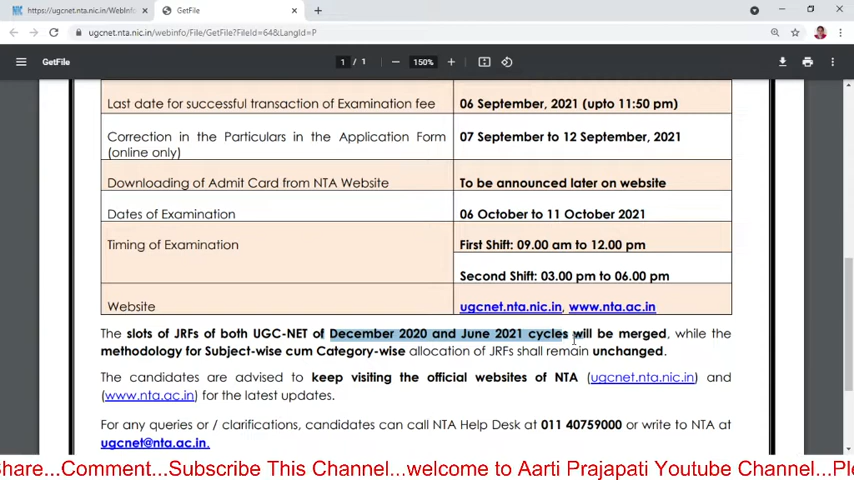 https://ugcnet.nta.nic.in/WebInfo
GetFile
ugcnet.nta.nic.in/webinfo/File/GetFile?FileId=64&LangId=P
GetFile
1 / 1
150%
Last date for successful transaction of Examination fee
06 September, 2021 (upto 11:50 pm)
Correction in the Particulars in the Application Form
(online only)
07 September to 12 September, 2021
Downloading of Admit Card from NTA Website
To be announced later on website
Dates of Examination
06 October to 11 October 2021
Timing of Examination
First Shift: 09.00 am to 12.00 pm
Second Shift: 03.00 pm to 06.00 pm
Website
ugcnet.nta.nic.in, www.nta.ac.in
The slots of JRFs of both UGC-NET of December 2020 and June 2021 cycles will be merged, while the
methodology for Subject-wise cum Category-wise allocation of JRFs shall remain unchanged.
The candidates are advised to keep visiting the official websites of NTA (ugcnet.nta.nic.in) and
(www.nta.ac.in) for the latest updates.
For any queries or / clarifications, candidates can call NTA Help Desk at 011 40759000 or write to NTA at
ugcnet@nta.ac.in.
Share...Comment...Subscribe This Channel...welcome to Aarti Prajapati Youtube Channel...Ple